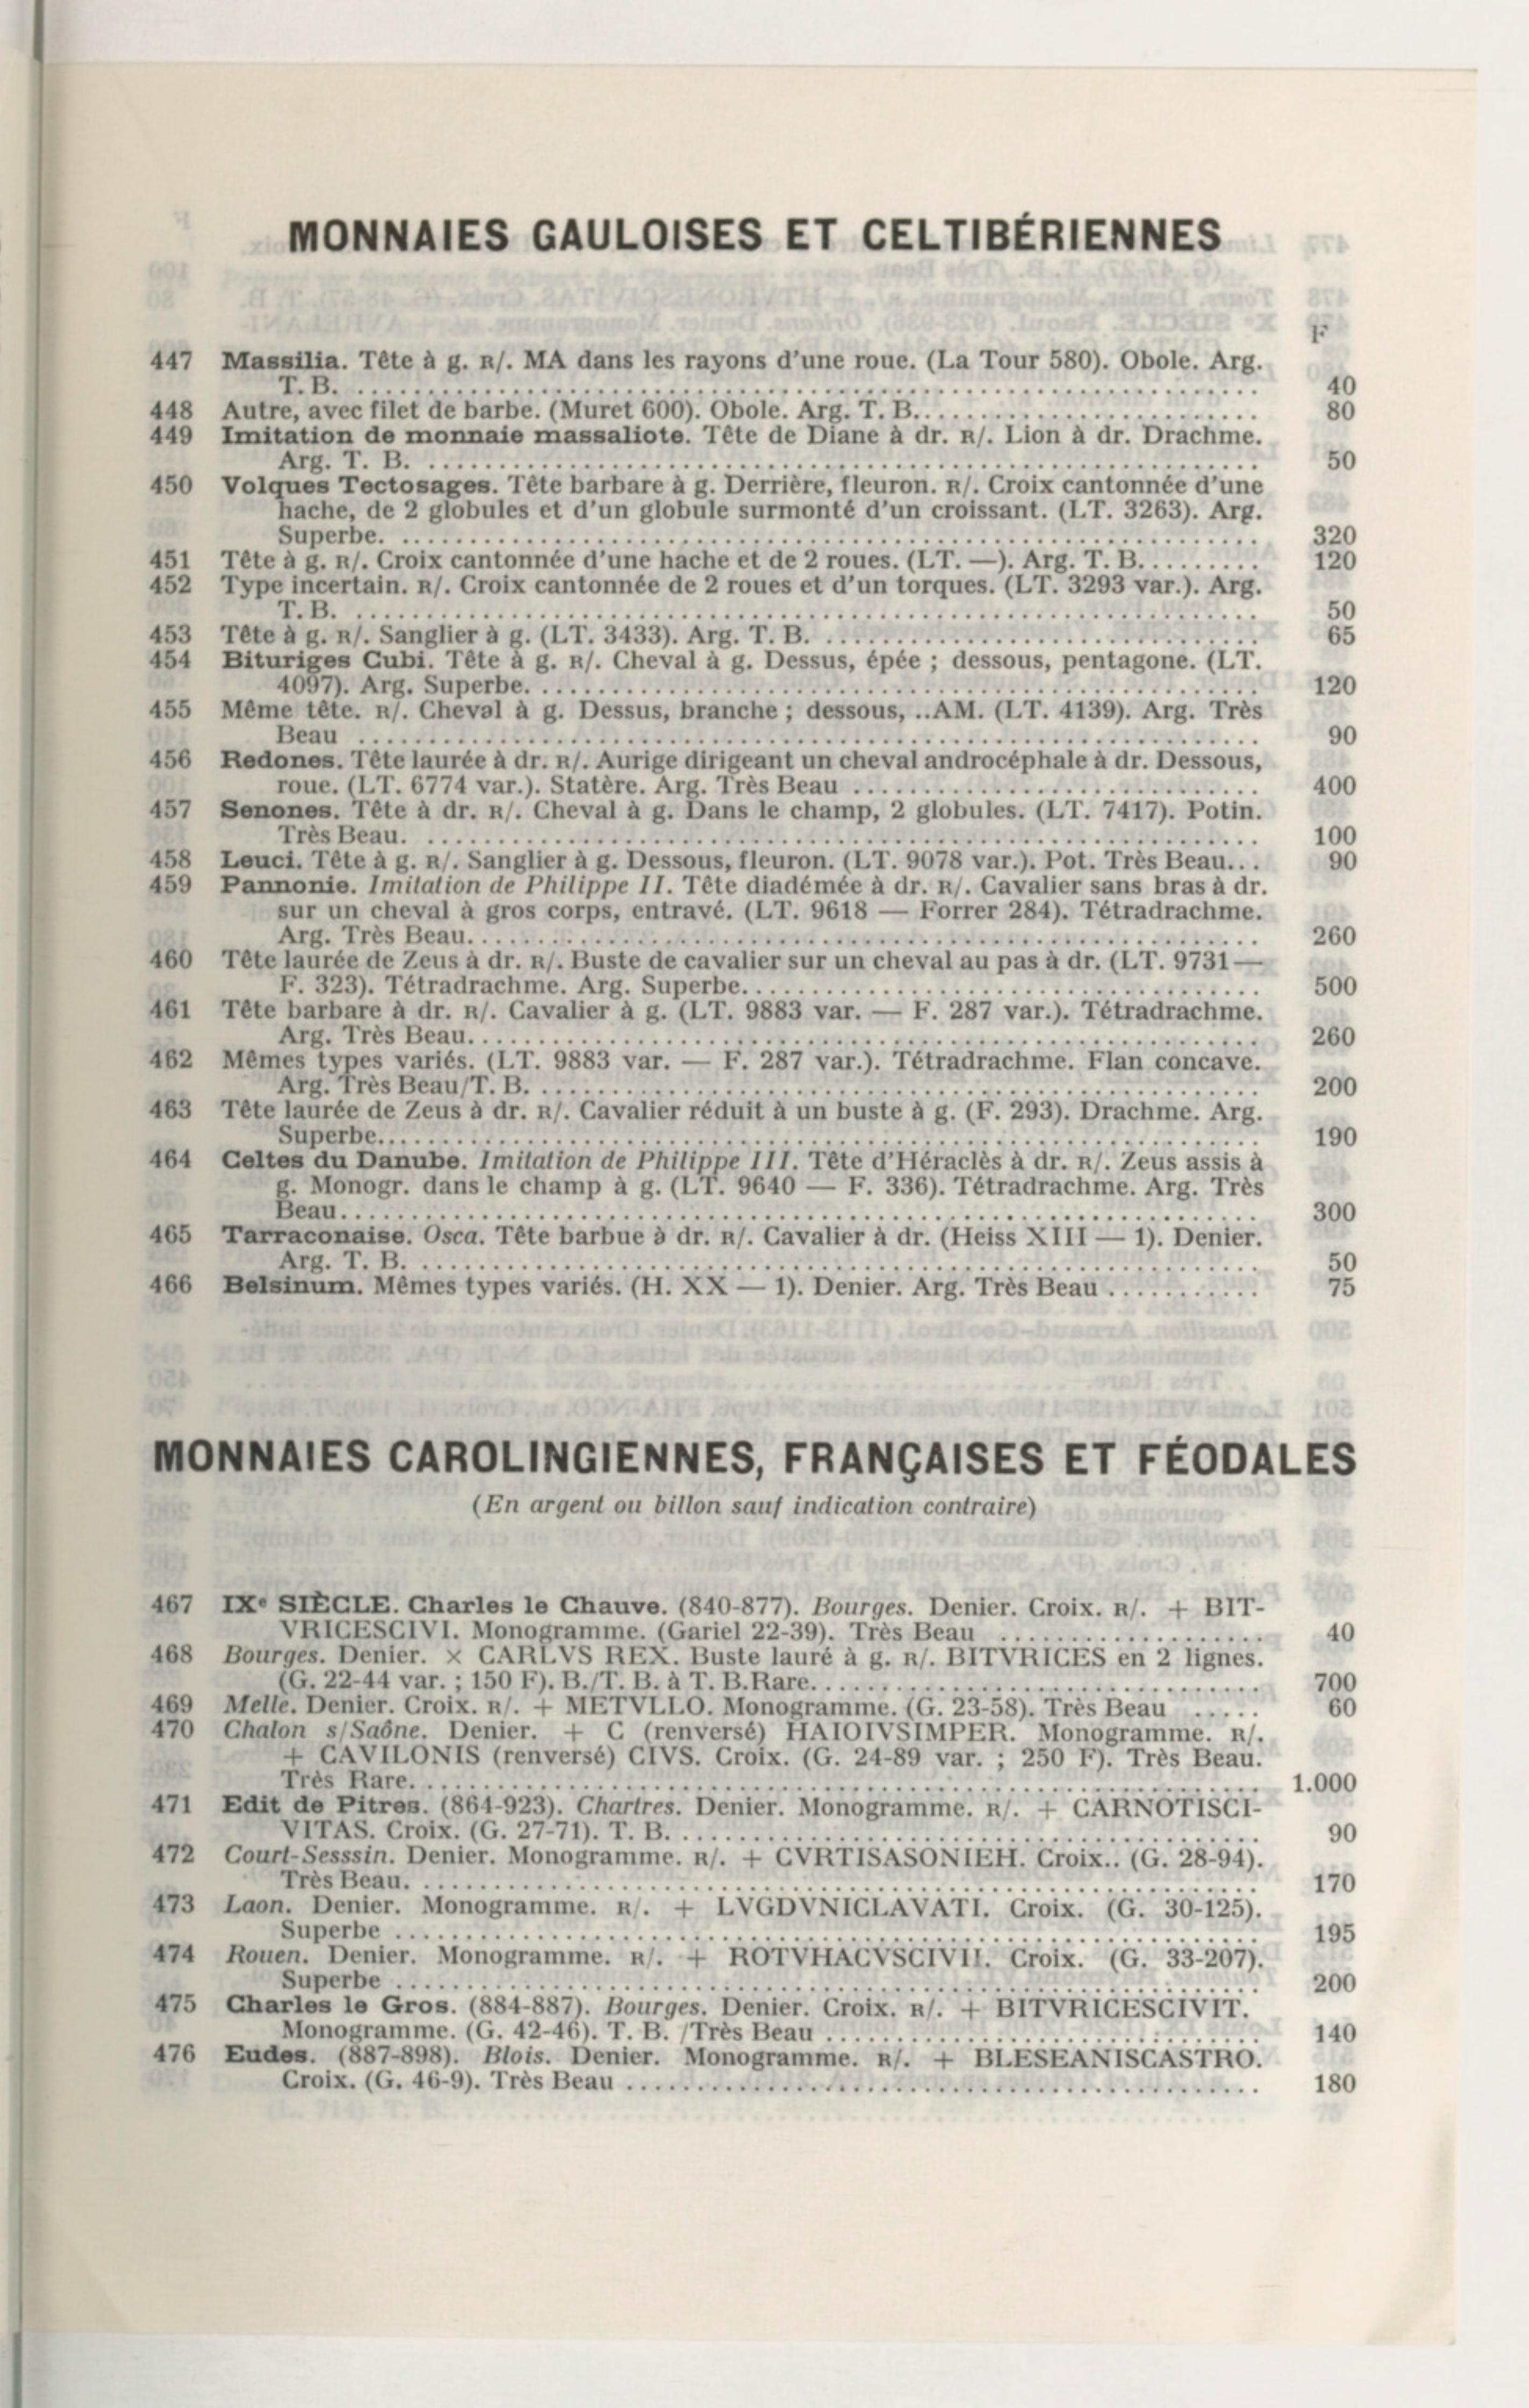 MONNAIES GAULOISES ET CELTIBÉRIENNES
F
447 Massilia. Tête à g. R/. MA dans les rayons d'une roue. (La Tour 580). Obole. Arg.
T. B. .......... 40
448 Autre, avec filet de barbe. (Muret 600). Obole. Arg. T. B. .......... 80
449 Imitation de monnaie massaliote. Tête de Diane à dr. R/. Lion à dr. Drachme.
Arg. T. B. .......... 50
450 Volques Tectosages. Tête barbare à g. Derrière, fleuron. R/. Croix cantonnée d'une
hache, de 2 globules et d'un globule surmonté d'un croissant. (LT. 3263). Arg.
Superbe. .......... 320
451 Tête à g. R/. Croix cantonnée d'une hache et de 2 roues. (LT. —). Arg. T. B. .......... 120
452 Type incertain. R/. Croix cantonnée de 2 roues et d'un torques. (LT. 3293 var.). Arg.
T. B. .......... 50
453 Tête à g. R/. Sanglier à g. (LT. 3433). Arg. T. B. .......... 65
454 Bituriges Cubi. Tête à g. R/. Cheval à g. Dessus, épée ; dessous, pentagone. (LT.
4097). Arg. Superbe. .......... 120
455 Même tête. R/. Cheval à g. Dessus, branche ; dessous, ..AM. (LT. 4139). Arg. Très
Beau .......... 90
456 Redones. Tête laurée à dr. R/. Aurige dirigeant un cheval androcéphale à dr. Dessous,
roue. (LT. 6774 var.). Statère. Arg. Très Beau .......... 400
457 Senones. Tête à dr. R/. Cheval à g. Dans le champ, 2 globules. (LT. 7417). Potin.
Très Beau. .......... 100
458 Leuci. Tête à g. R/. Sanglier à g. Dessous, fleuron. (LT. 9078 var.). Pot. Très Beau... 90
459 Pannonie. Imitation de Philippe II. Tête diadémée à dr. R/. Cavalier sans bras à dr.
sur un cheval à gros corps, entravé. (LT. 9618 — Forrer 284). Tétradrachme.
Arg. Très Beau. .......... 260
460 Tête laurée de Zeus à dr. R/. Buste de cavalier sur un cheval au pas à dr. (LT. 9731 —
F. 323). Tétradrachme. Arg. Superbe. .......... 500
461 Tête barbare à dr. R/. Cavalier à g. (LT. 9883 var. — F. 287 var.). Tétradrachme.
Arg. Très Beau. .......... 260
462 Mêmes types variés. (LT. 9883 var. — F. 287 var.). Tétradrachme. Flan concave.
Arg. Très Beau/T. B. .......... 200
463 Tête laurée de Zeus à dr. R/. Cavalier réduit à un buste à g. (F. 293). Drachme. Arg.
Superbe. .......... 190
464 Celtes du Danube. Imitation de Philippe III. Tête d'Héraclès à dr. R/. Zeus assis à
g. Monogr. dans le champ à g. (LT. 9640 — F. 336). Tétradrachme. Arg. Très
Beau. .......... 300
465 Tarraconaise. Osca. Tête barbue à dr. R/. Cavalier à dr. (Heiss XIII — 1). Denier.
Arg. T. B. .......... 50
466 Belsinum. Mêmes types variés. (H. XX — 1). Denier. Arg. Très Beau .......... 75
MONNAIES CAROLINGIENNES, FRANÇAISES ET FÉODALES
(En argent ou billon sauf indication contraire)
467 IXe SIÈCLE. Charles le Chauve. (840-877). Bourges. Denier. Croix. R/. + BIT-
VRICESCIVI. Monogramme. (Gariel 22-39). Très Beau .......... 40
468 Bourges. Denier. × CARLVS REX. Buste lauré à g. R/. BITVRICES en 2 lignes.
(G. 22-44 var. ; 150 F). B./T. B. à T. B.Rare. .......... 700
469 Melle. Denier. Croix. R/. + METVLLO. Monogramme. (G. 23-58). Très Beau ..... 60
470 Chalon s/Saône. Denier. + C (renversé) HAIOIVSIMPER. Monogramme. R/.
+ CAVILONIS (renversé) CIVS. Croix. (G. 24-89 var. ; 250 F). Très Beau.
Très Rare. .......... 1.000
471 Edit de Pitres. (864-923). Chartres. Denier. Monogramme. R/. + CARNOTISCI-
VITAS. Croix. (G. 27-71). T. B. .......... 90
472 Court-Sesssin. Denier. Monogramme. R/. + CVRTISASONIEH. Croix.. (G. 28-94).
Très Beau. .......... 170
473 Laon. Denier. Monogramme. R/. + LVGDVNICLAVATI. Croix. (G. 30-125).
Superbe .......... 195
474 Rouen. Denier. Monogramme. R/. + ROTVHACVSCIVII. Croix. (G. 33-207).
Superbe .......... 200
475 Charles le Gros. (884-887). Bourges. Denier. Croix. R/. + BITVRICESCIVIT.
Monogramme. (G. 42-46). T. B. /Très Beau .......... 140
476 Eudes. (887-898). Blois. Denier. Monogramme. R/. + BLESEANISCASTRO.
Croix. (G. 46-9). Très Beau .......... 180